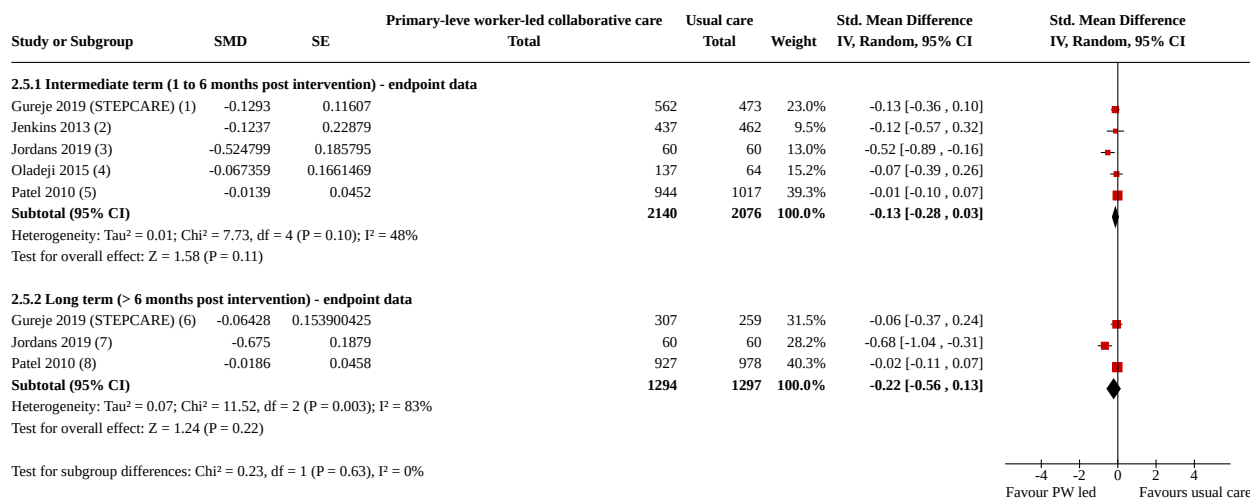 Primary-leve worker-led collaborative care Usual care Std. Mean Difference Std. Mean Difference
Study or Subgroup SMD SE Total Total Weight IV, Random, 95% CI IV, Random, 95% CI
2.5.1 Intermediate term (1 to 6 months post intervention) - endpoint data
Gureje 2019 (STEPCARE) (1) -0.1293 0.11607 562 473 23.0% -0.13 [-0.36 , 0.10]
Jenkins 2013 (2) -0.1237 0.22879 437 462 9.5% -0.12 [-0.57 , 0.32]
Jordans 2019 (3) -0.524799 0.185795 60 60 13.0% -0.52 [-0.89 , -0.16]
Oladeji 2015 (4) -0.067359 0.1661469 137 64 15.2% -0.07 [-0.39 , 0.26]
Patel 2010 (5) -0.0139 0.0452 944 1017 39.3% -0.01 [-0.10 , 0.07]
Subtotal (95% CI) 2140 2076 100.0% -0.13 [-0.28 , 0.03]
Heterogeneity: Tau² = 0.01; Chi² = 7.73, df = 4 (P = 0.10); I² = 48%
Test for overall effect: Z = 1.58 (P = 0.11)
2.5.2 Long term (> 6 months post intervention) - endpoint data
Gureje 2019 (STEPCARE) (6) -0.06428 0.153900425 307 259 31.5% -0.06 [-0.37 , 0.24]
Jordans 2019 (7) -0.675 0.1879 60 60 28.2% -0.68 [-1.04 , -0.31]
Patel 2010 (8) -0.0186 0.0458 927 978 40.3% -0.02 [-0.11 , 0.07]
Subtotal (95% CI) 1294 1297 100.0% -0.22 [-0.56 , 0.13]
Heterogeneity: Tau² = 0.07; Chi² = 11.52, df = 2 (P = 0.003); I² = 83%
Test for overall effect: Z = 1.24 (P = 0.22)
Test for subgroup differences: Chi² = 0.23, df = 1 (P = 0.63), I² = 0%
-4 -2 0 2 4
Favour PW led Favours usual care